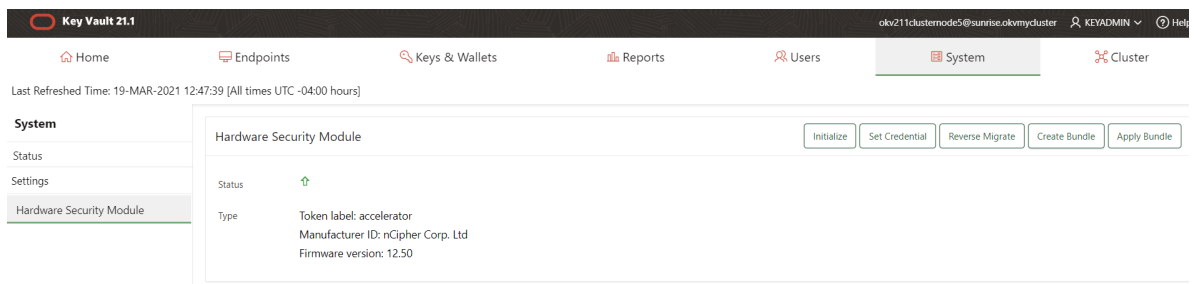 Key Vault 21.1
okv211clusternode5@sunrise.okvmycluster KEYADMIN Help
Home Endpoints Keys & Wallets Reports Users System Cluster
Last Refreshed Time: 19-MAR-2021 12:47:39 [All times UTC -04:00 hours]
System
Status
Settings
Hardware Security Module
Hardware Security Module
Initialize Set Credential Reverse Migrate Create Bundle Apply Bundle
Status
Type Token label: accelerator
Manufacturer ID: nCipher Corp. Ltd
Firmware version: 12.50